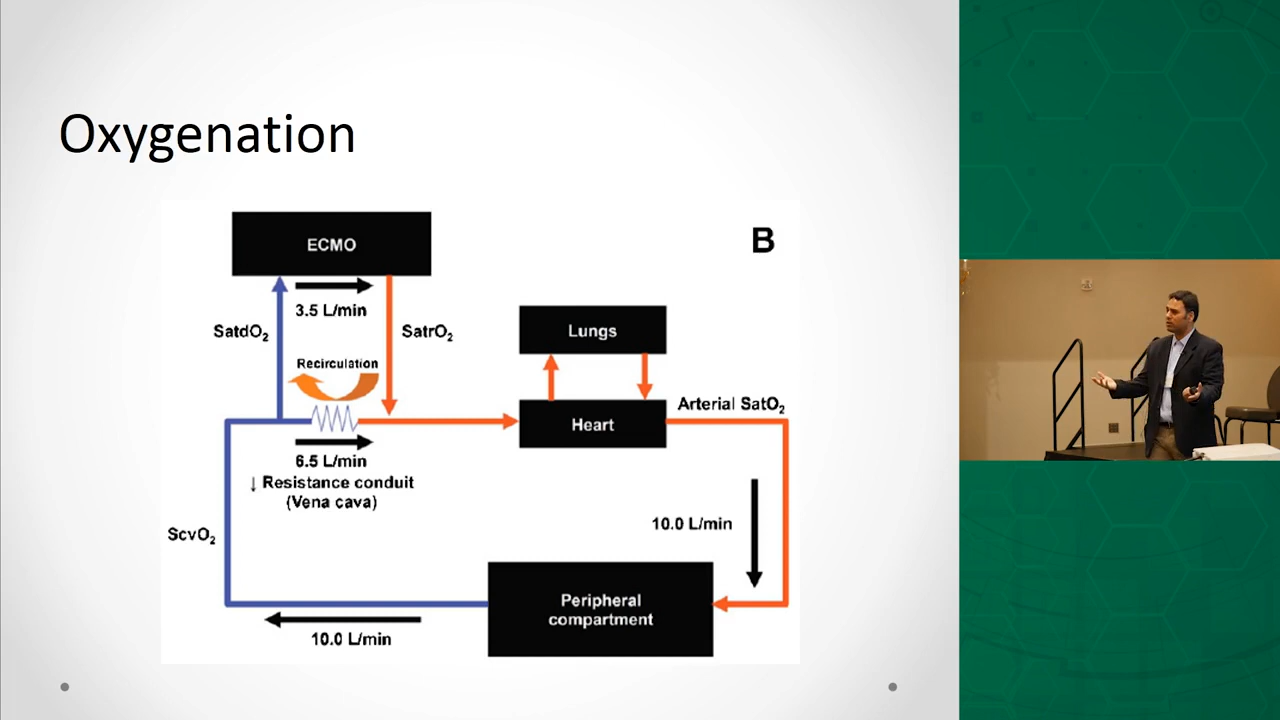 Oxygenation
ECMO
B
3.5 L/min
SatdO₂
SatrO₂
Lungs
Recirculation
Arterial SatO₂
Heart
6.5 L/min
↓ Resistance conduit
(Vena cava)
10.0 L/min
ScvO₂
Peripheral
compartment
10.0 L/min